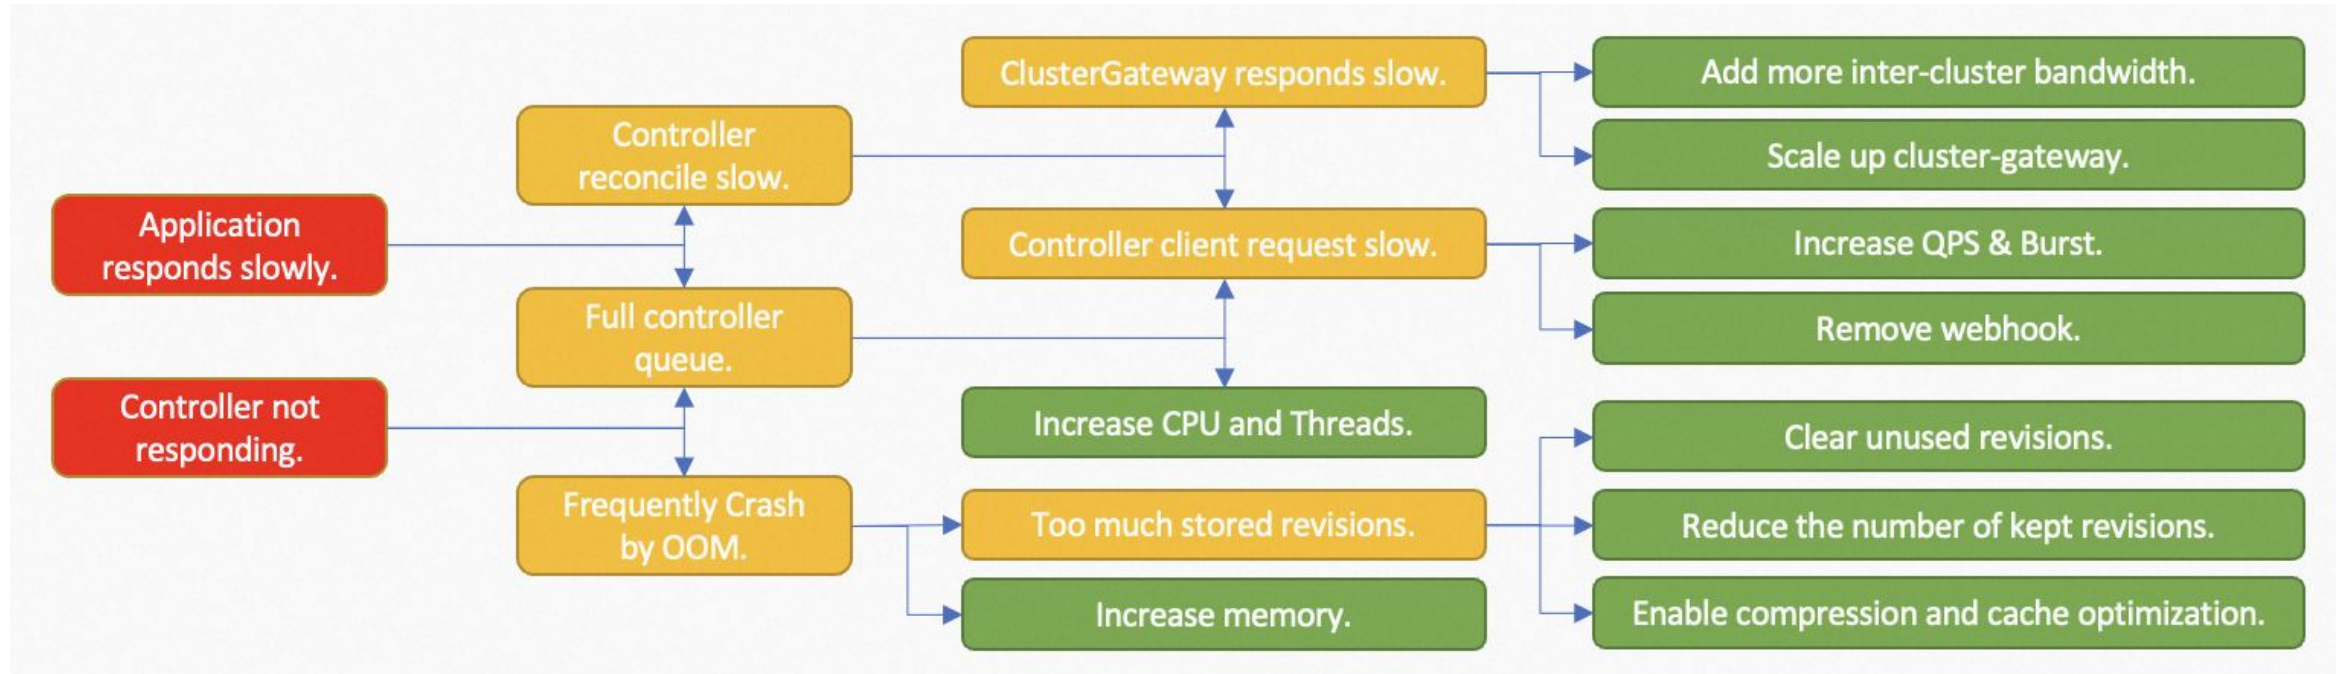 Application
responds slowly.
Controller not
responding.
Controller
reconcile slow.
Full controller
queue.
Frequently Crash
by OOM.
ClusterGateway responds slow.
Controller client request slow.
Increase CPU and Threads.
Too much stored revisions.
Increase memory.
Add more inter-cluster bandwidth.
Scale up cluster-gateway.
Increase QPS & Burst.
Remove webhook.
Clear unused revisions.
Reduce the number of kept revisions.
Enable compression and cache optimization.